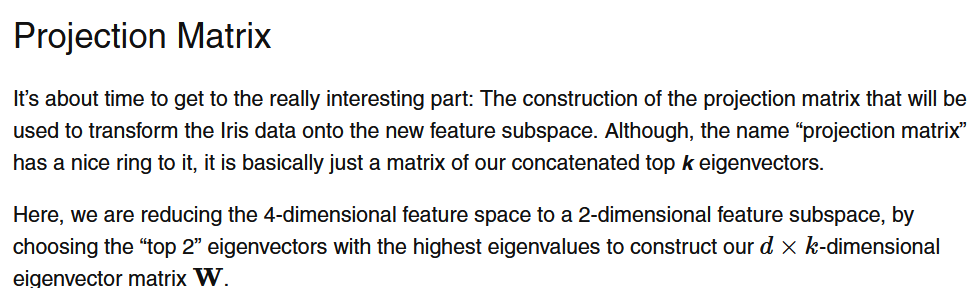 Projection Matrix
It’s about time to get to the really interesting part: The construction of the projection matrix that will be
used to transform the Iris data onto the new feature subspace. Although, the name “projection matrix”
has a nice ring to it, it is basically just a matrix of our concatenated top k eigenvectors.
Here, we are reducing the 4-dimensional feature space to a 2-dimensional feature subspace, by
choosing the “top 2” eigenvectors with the highest eigenvalues to construct our d × k-dimensional
eigenvector matrix W.